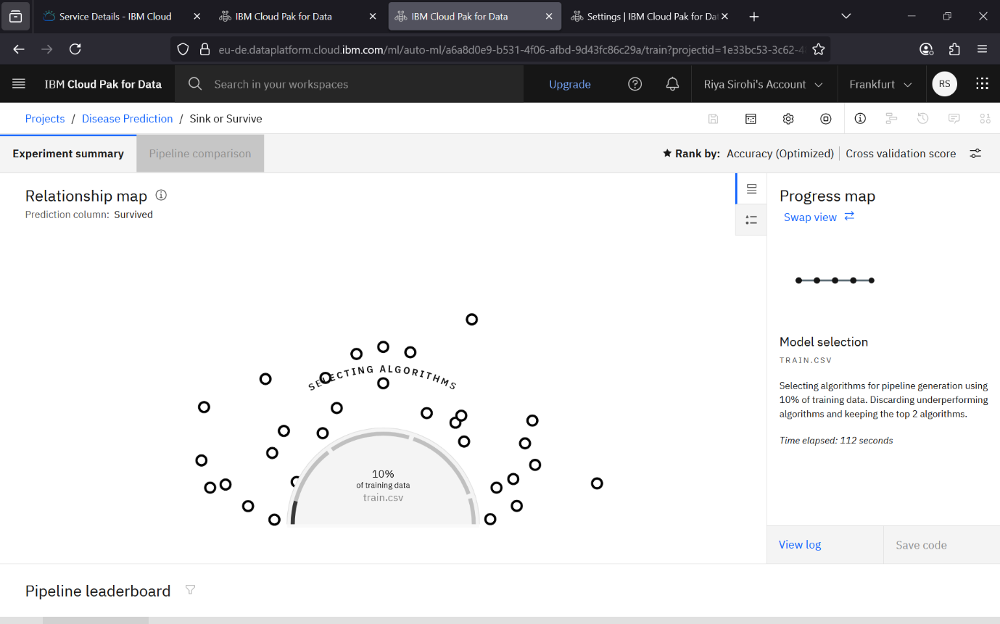 Service Details - IBM Cloud
IBM Cloud Pak for Data
IBM Cloud Pak for Data
Settings | IBM Cloud Pak for Da
eu-de.dataplatform.cloud.ibm.com/ml/auto-ml/a6a8d0e9-b531-4f06-afbd-9d43fc86c29a/train?projectid=1e33bc53-3c62-4
IBM Cloud Pak for Data
Search in your workspaces
Upgrade
Riya Sirohi's Account
Frankfurt
RS
Projects / Disease Prediction / Sink or Survive
Experiment summary
Pipeline comparison
Rank by: Accuracy (Optimized) | Cross validation score
Relationship map
Prediction column: Survived
SELECTING ALGORITHMS
10%
of training data
train.csv
Progress map
Swap view
Model selection
TRAIN.CSV
Selecting algorithms for pipeline generation using
10% of training data. Discarding underperforming
algorithms and keeping the top 2 algorithms.
Time elapsed: 112 seconds
View log
Save code
Pipeline leaderboard